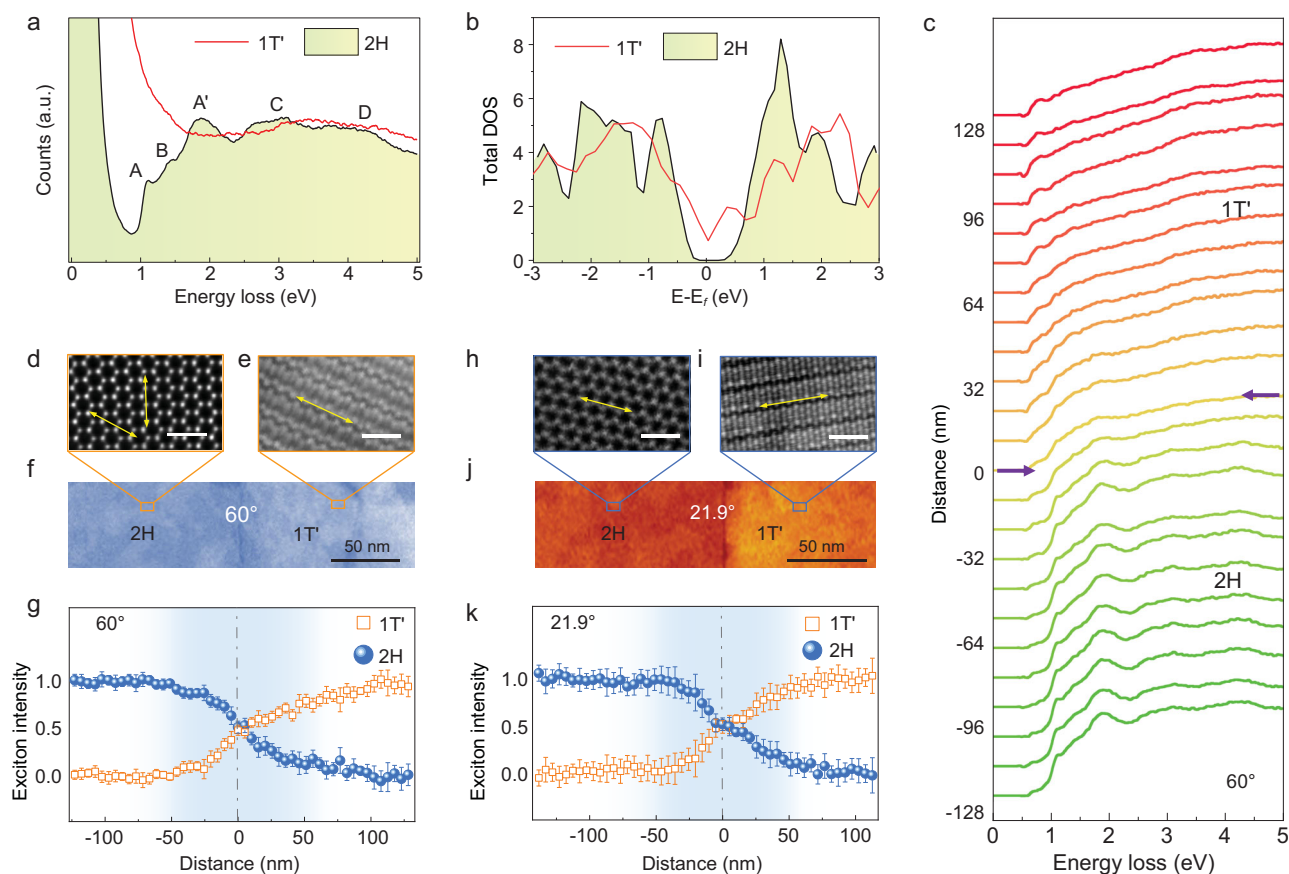 a
1T'
2H
A
B
A'
C
D
Counts (a.u.)
0
1
2
3
4
5
Energy loss (eV)
b
1T'
2H
Total DOS
8
6
4
2
0
-3
-2
-1
0
1
2
3
E-Ef (eV)
c
1T'
2H
60°
Distance (nm)
128
96
64
32
0
-32
-64
-96
-128
0
1
2
3
4
5
Energy loss (eV)
d
e
f
2H
60°
1T'
50 nm
h
i
j
2H
21.9°
1T'
50 nm
g
60°
1T'
2H
Exciton intensity
1.0
0.5
0.0
-100
-50
0
50
100
Distance (nm)
k
21.9°
1T'
2H
Exciton intensity
1.0
0.5
0.0
-100
-50
0
50
100
Distance (nm)